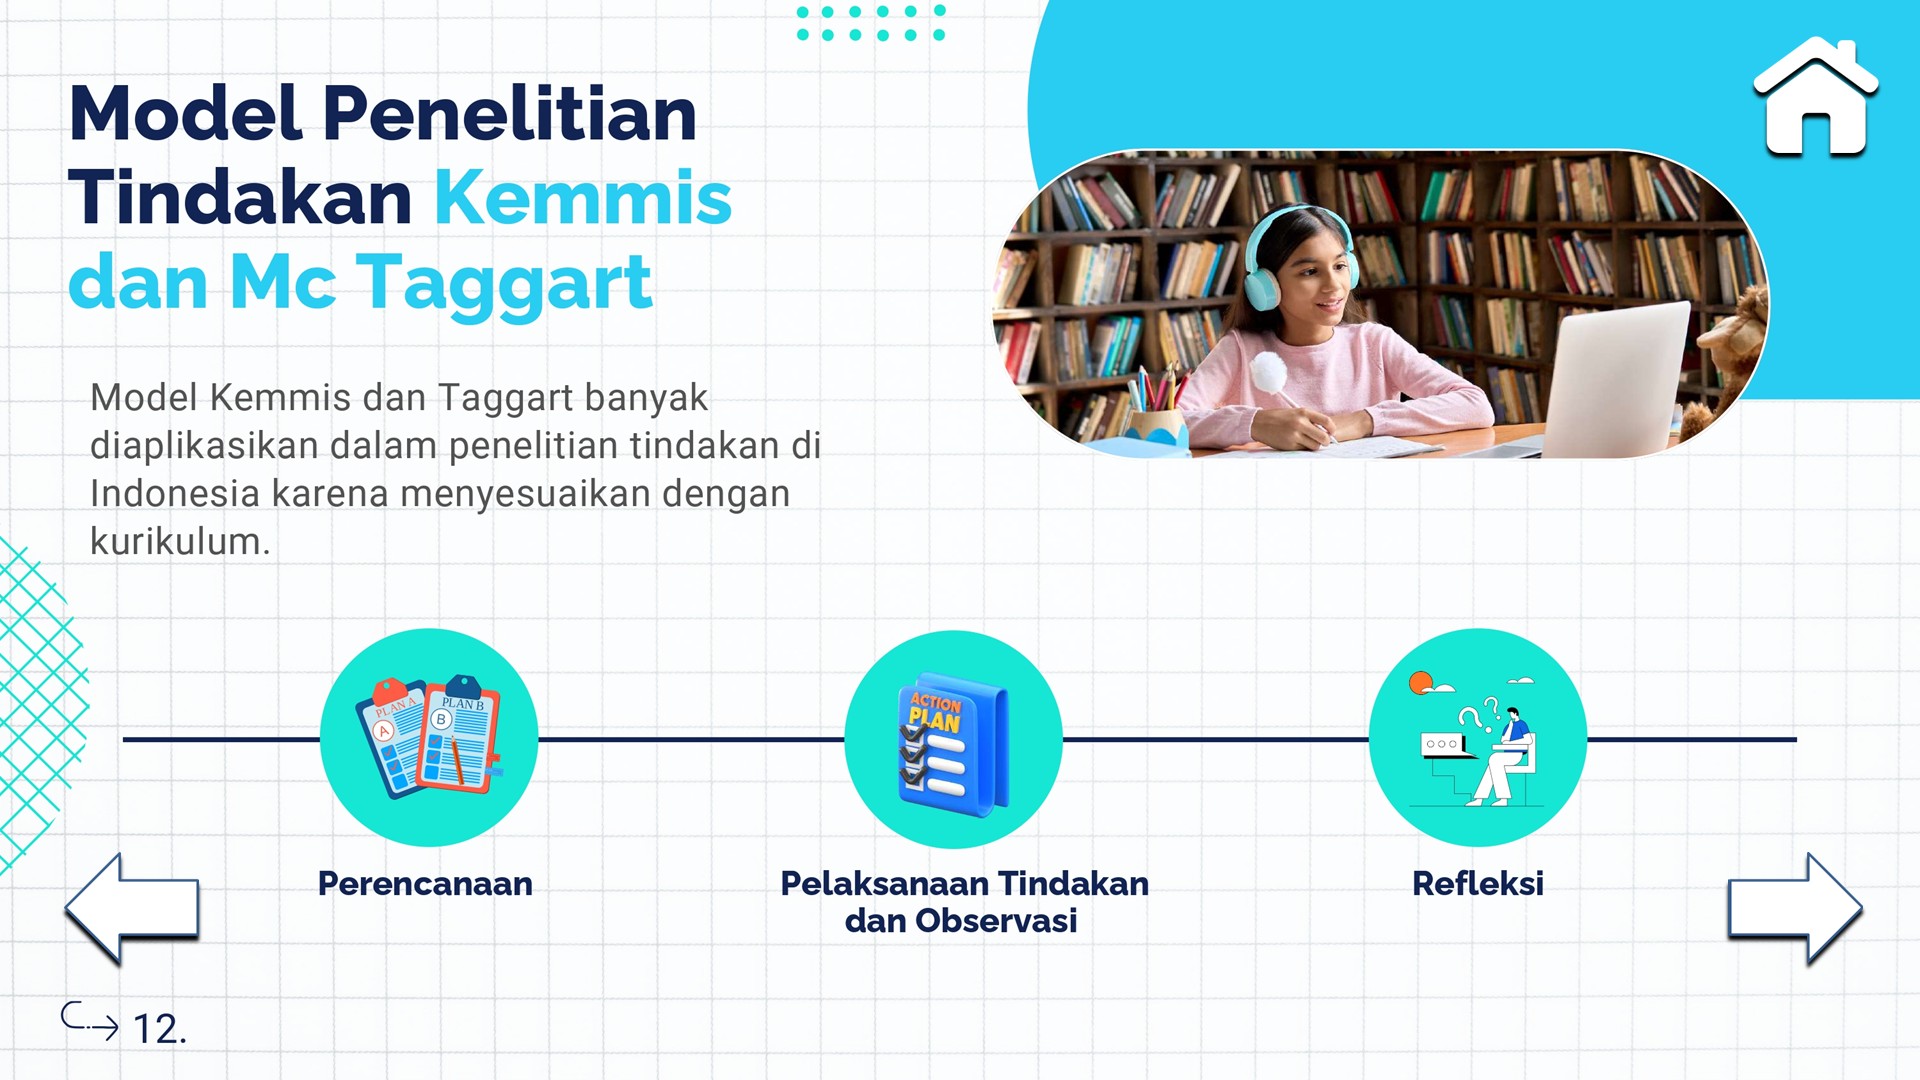 Model Penelitian
Tindakan Kemmis
dan Mc Taggart
Model Kemmis dan Taggart banyak
diaplikasikan dalam penelitian tindakan di
Indonesia karena menyesuaikan dengan
kurikulum.
PLAN A
A
PLAN B
B
ACTION
PLAN
Perencanaan
Pelaksanaan Tindakan
dan Observasi
Refleksi
12.